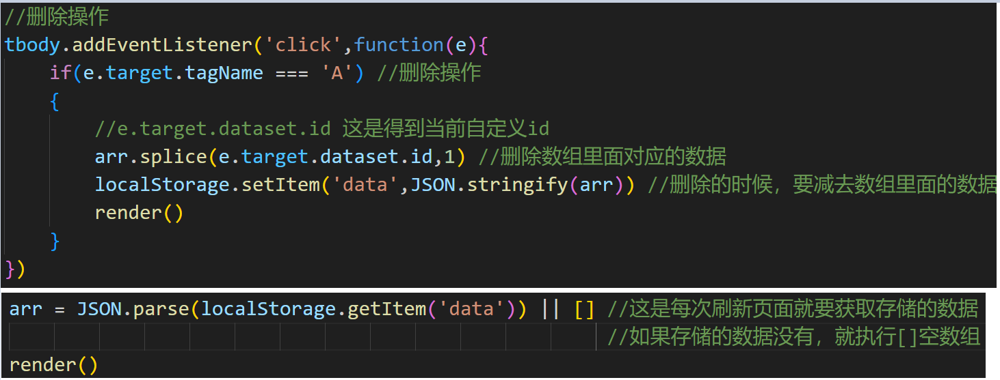 //删除操作
tbody.addEventListener('click',function(e){
    if(e.target.tagName === 'A') //删除操作
    {
        //e.target.dataset.id 这是得到当前自定义id
        arr.splice(e.target.dataset.id,1) //删除数组里面对应的数据
        localStorage.setItem('data',JSON.stringify(arr)) //删除的时候，要减去数组里面的数据
        render()
    }
})
arr = JSON.parse(localStorage.getItem('data')) || [] //这是每次刷新页面就要获取存储的数据
//如果存储的数据没有，就执行[]空数组
render()